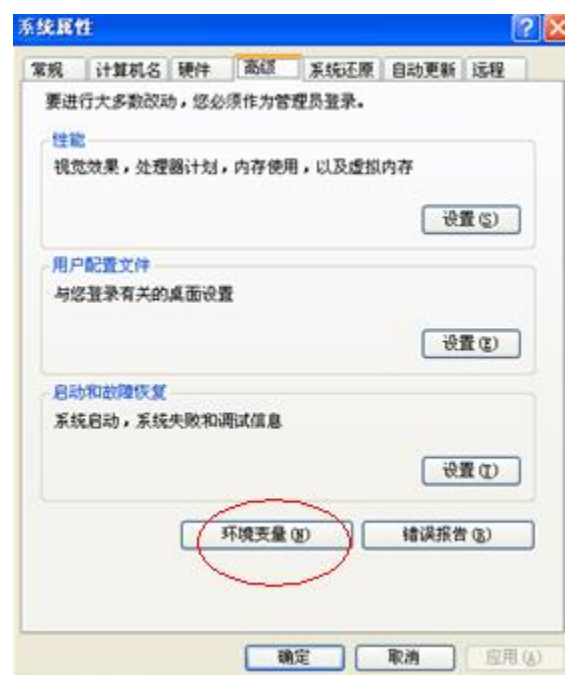 系统属性
常规 计算机名 硬件 高级 系统还原 自动更新 远程
要进行大多数改动，您必须作为管理员登录。
性能
视觉效果，处理器计划，内存使用，以及虚拟内存
设置(S)
用户配置文件
与您登录有关的桌面设置
设置(E)
启动和故障恢复
系统启动，系统失败和调试信息
设置(T)
环境变量(N) 错误报告(R)
确定 取消 应用(A)